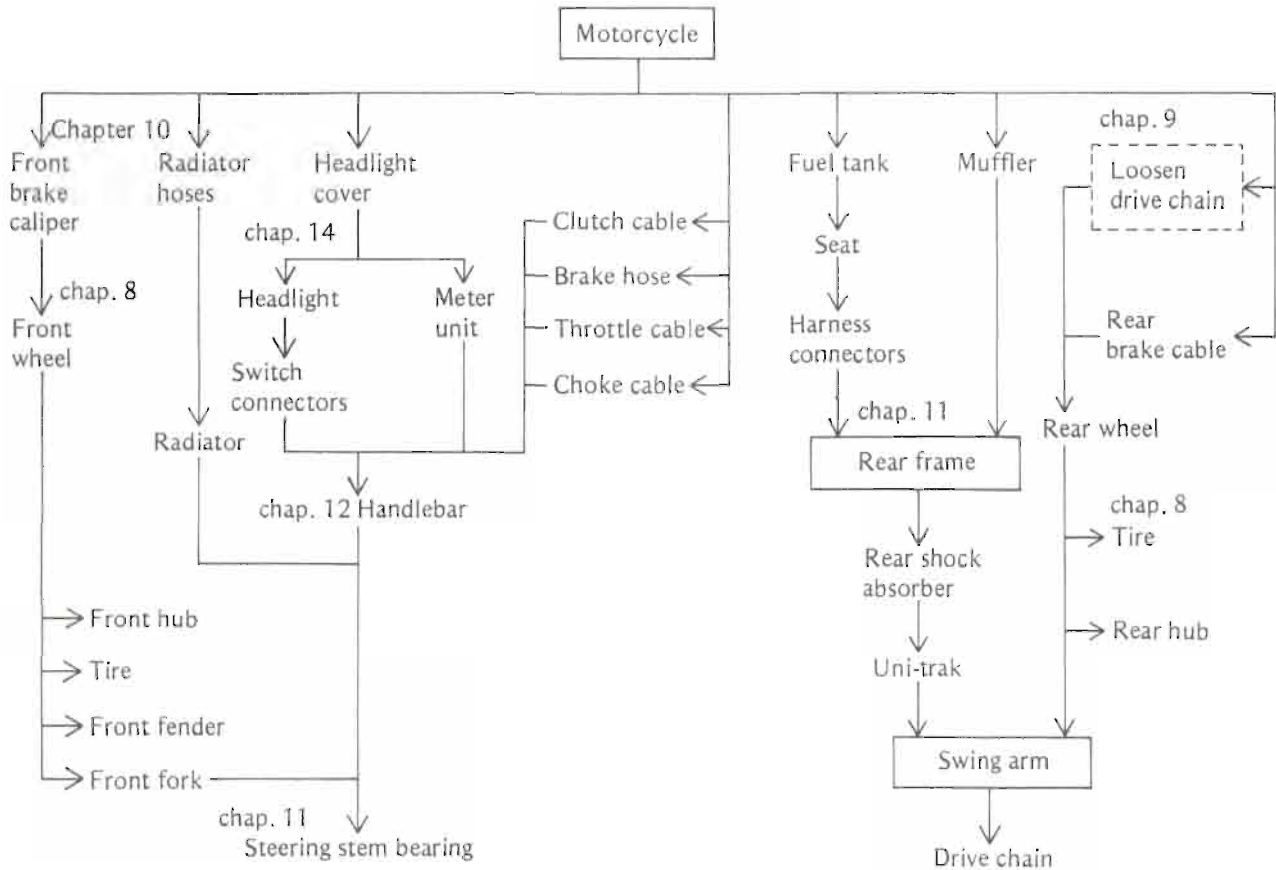 Motorcycle
Chapter 10
Front
brake
caliper
Radiator
hoses
Headlight
cover
Fuel tank
Muffler
chap. 9
Loosen
drive chain
chap. 14
Clutch cable
Seat
chap. 8
Headlight
Meter
unit
Brake hose
Front
wheel
Throttle cable
Harness
connectors
Rear
brake cable
Switch
connectors
Choke cable
chap. 11
Radiator
Rear wheel
Rear frame
chap. 12 Handlebar
chap. 8
Tire
Rear shock
absorber
Front hub
Rear hub
Tire
Uni-trak
Front fender
Swing arm
Front fork
chap. 11
Steering stem bearing
Drive chain